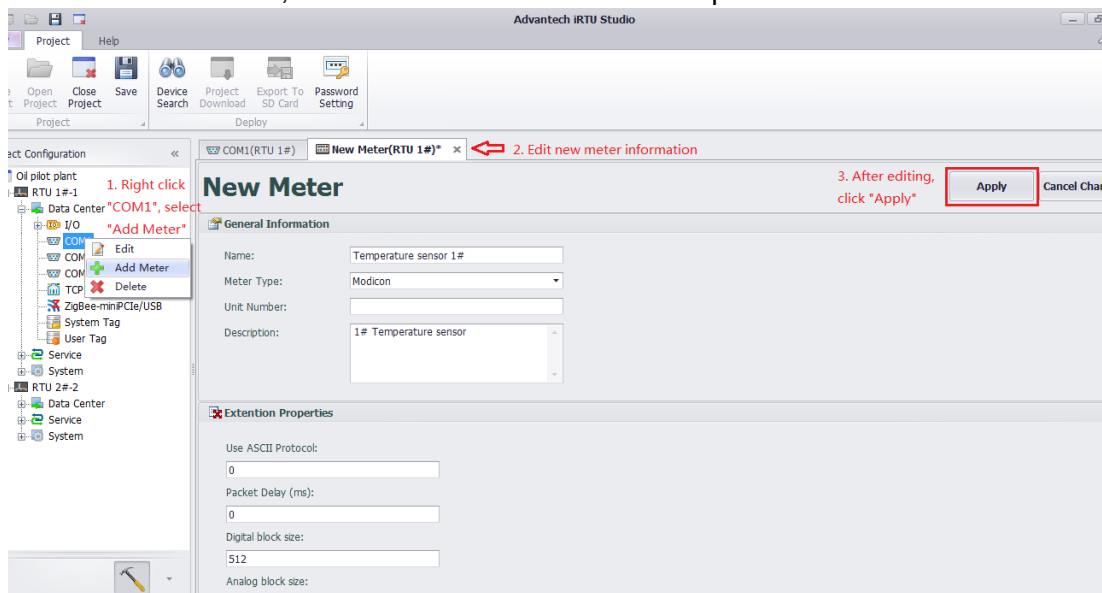 Advantech iRTU Studio
Project Help
Open Project
Close Project
Save
Device Search
Project Download
Export To SD Card
Password Setting
Project
Deploy
ect Configuration «
COM1(RTU 1#)
New Meter(RTU 1#)* ×
2. Edit new meter information
Oil pilot plant
RTU 1#-1
Data Center
I/O
COM
COM
COM
TCP
ZigBee-miniPCIe/USB
System Tag
User Tag
Service
System
RTU 2#-2
Data Center
Service
System
1. Right click
"COM1", select
"Add Meter"
Edit
Add Meter
Delete
New Meter
3. After editing,
click "Apply"
Apply
Cancel Chan
General Information
Name: Temperature sensor 1#
Meter Type: Modicon
Unit Number:
Description: 1# Temperature sensor
Extention Properties
Use ASCII Protocol:
0
Packet Delay (ms):
0
Digital block size:
512
Analog block size: